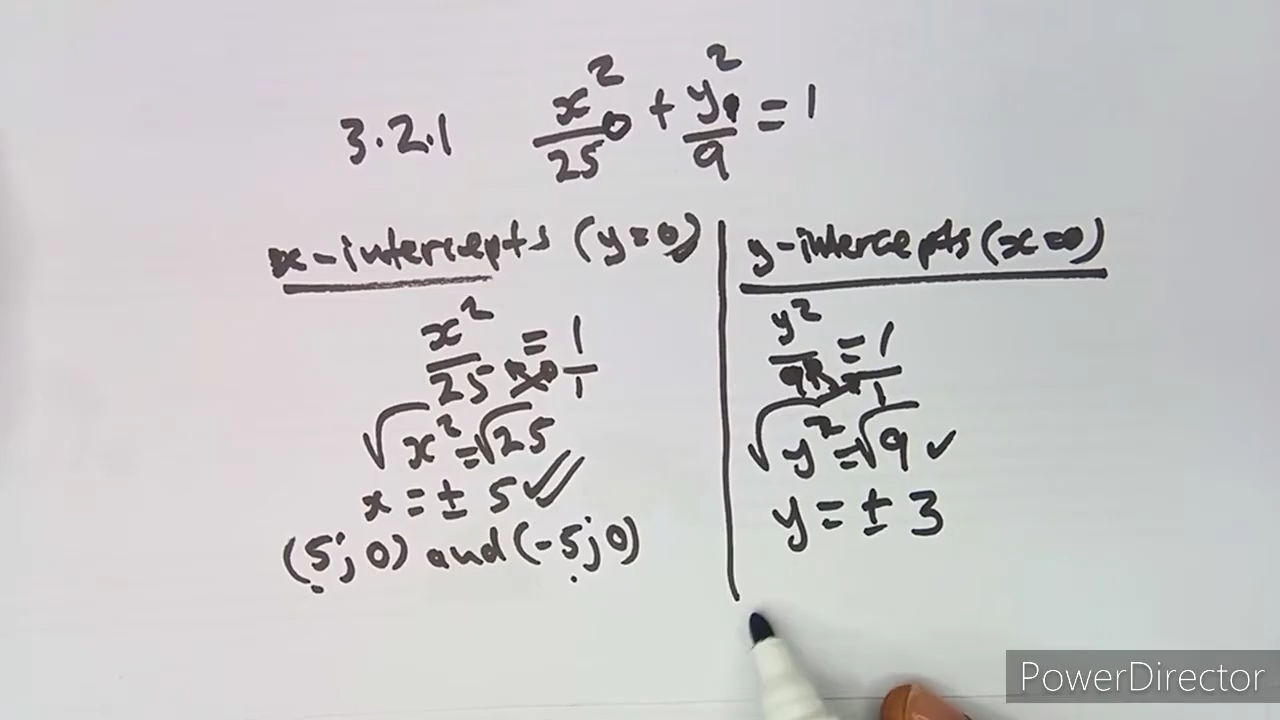 3.2.1 x²/25 + y²/9 = 1
x-intercepts (y=0)
x²/25 = 1/1
√x² = √25
x = ± 5 ✓✓
(5; 0) and (-5; 0)
y-intercepts (x=0)
y²/9 = 1/1
√y² = √9 ✓
y = ± 3
PowerDirector